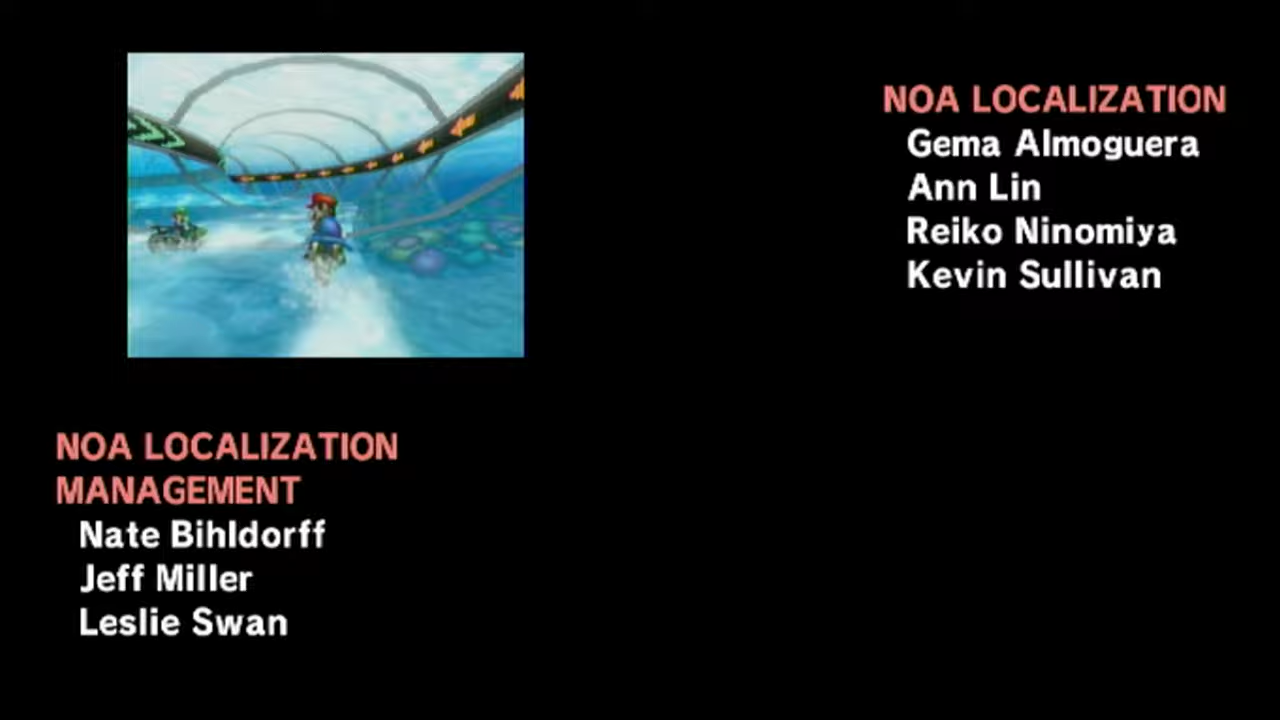 NOA LOCALIZATION
Gema Almoguera
Ann Lin
Reiko Ninomiya
Kevin Sullivan
NOA LOCALIZATION
MANAGEMENT
Nate Bihldorff
Jeff Miller
Leslie Swan